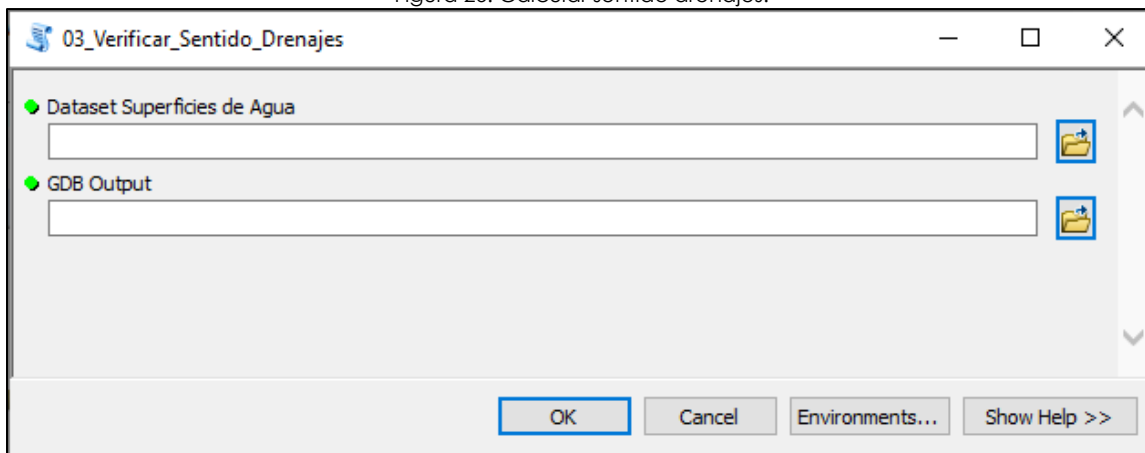 03_Verificar_Sentido_Drenajes
Dataset Superficies de Agua
GDB Output
OK Cancel Environments... Show Help >>